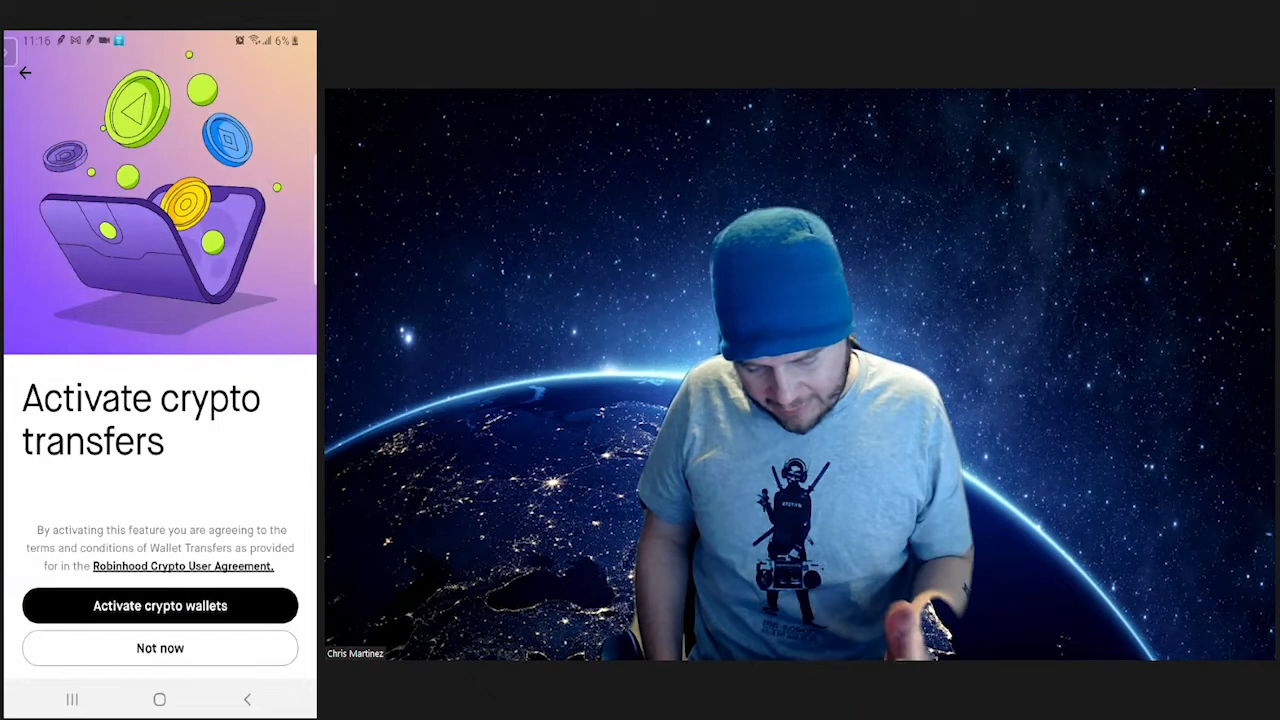 11:16
6%
Activate crypto
transfers
By activating this feature you are agreeing to the
terms and conditions of Wallet Transfers as provided
for in the Robinhood Crypto User Agreement.
Activate crypto wallets
Not now
Chris Martinez